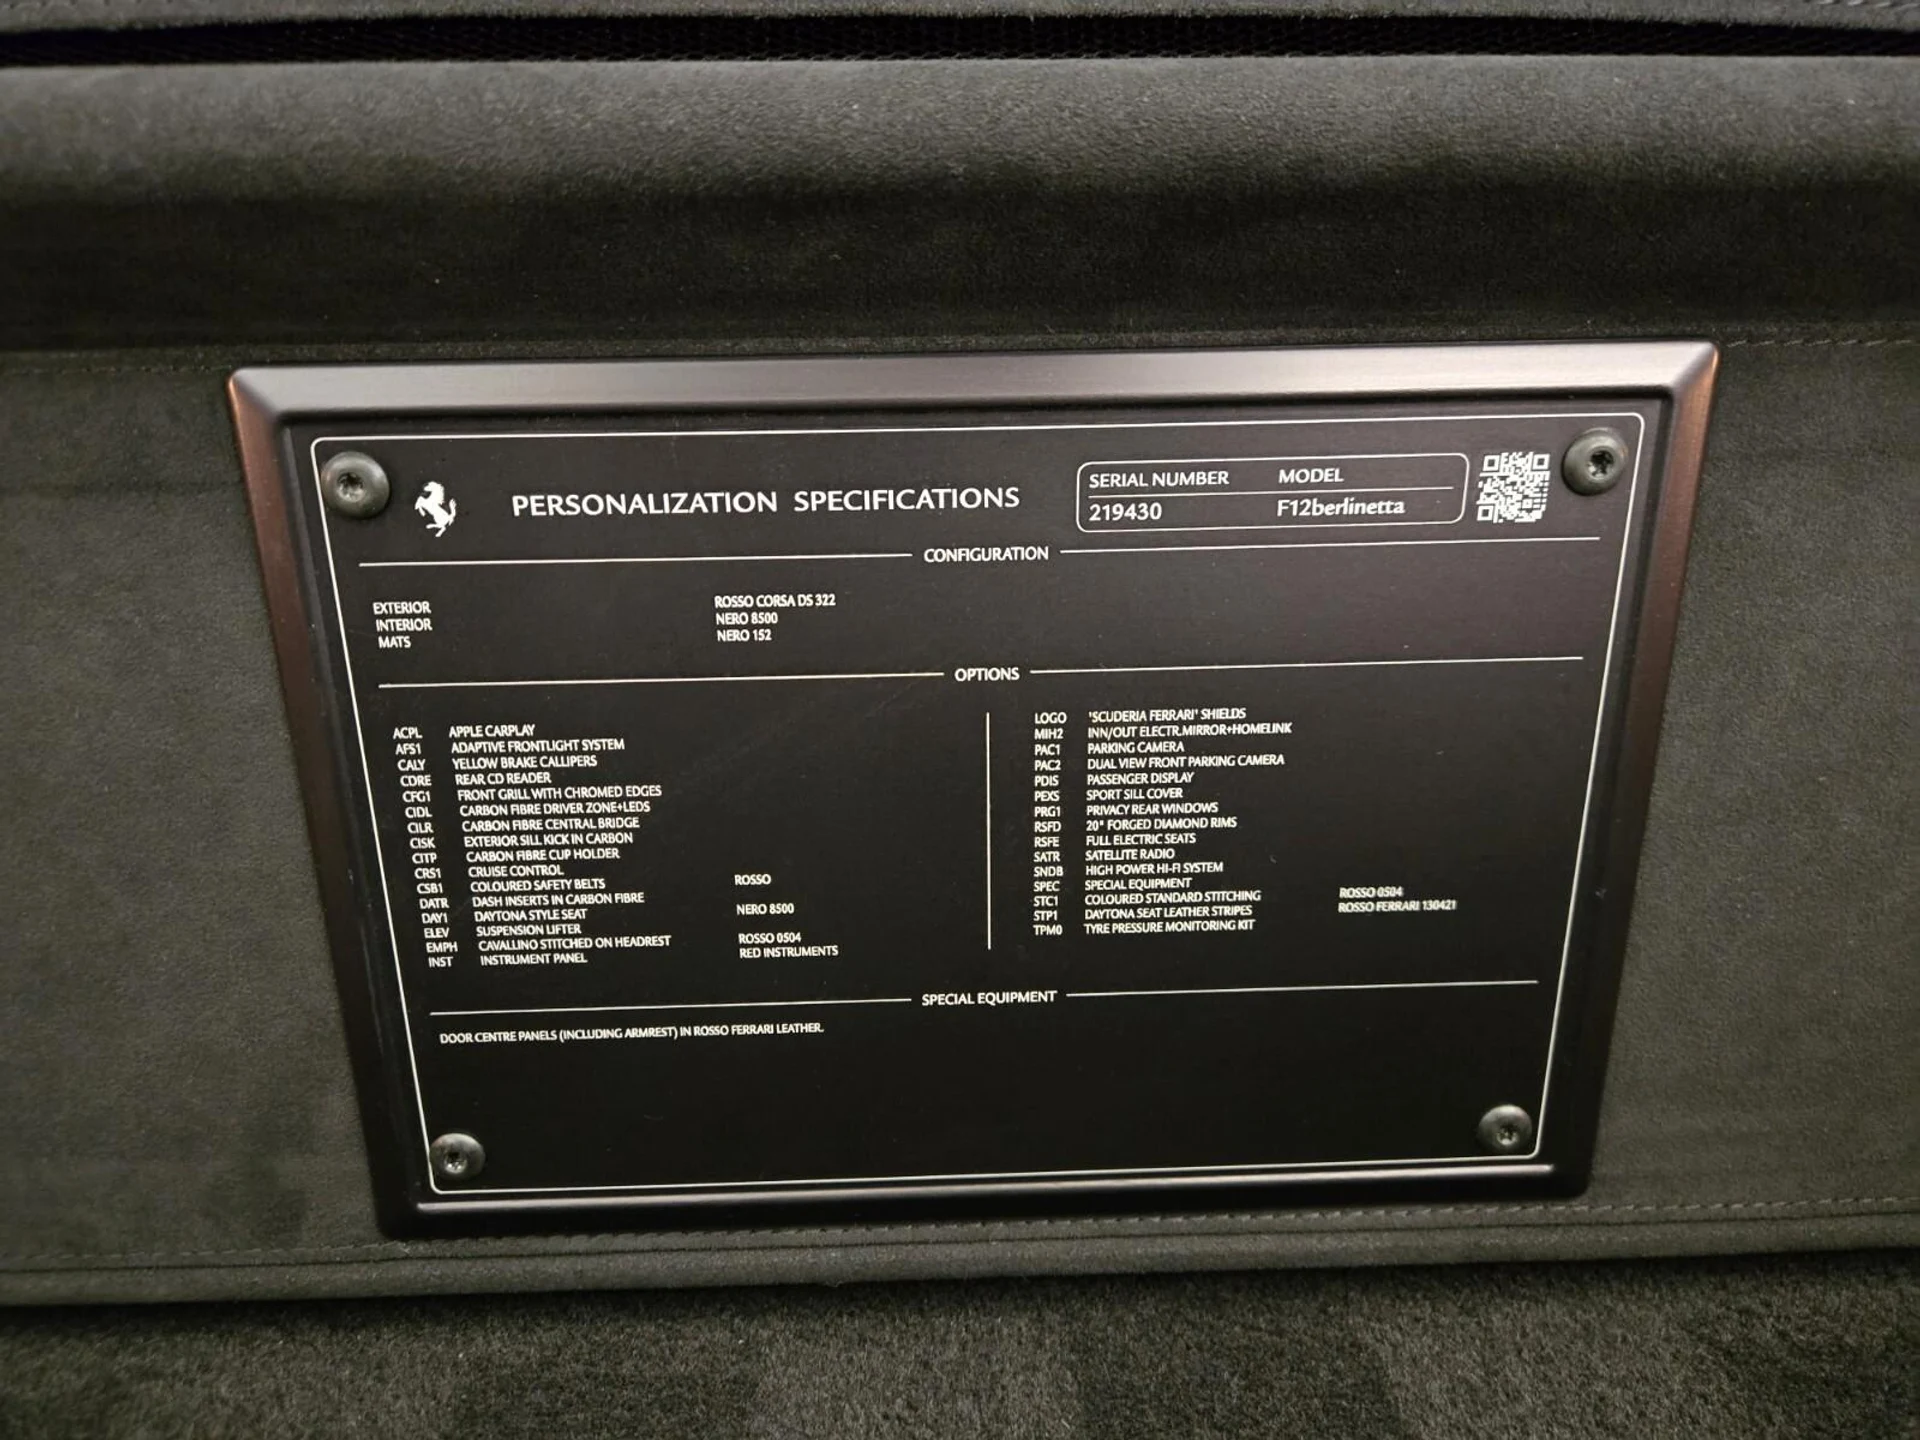 PERSONALIZATION SPECIFICATIONS
SERIAL NUMBER MODEL
219430 F12berlinetta
CONFIGURATION
EXTERIOR ROSSO CORSA DS 322
INTERIOR NERO 8500
MATS NERO 152
OPTIONS
ACPL APPLE CARPLAY
AFS1 ADAPTIVE FRONTLIGHT SYSTEM
CALY YELLOW BRAKE CALLIPERS
CDRE REAR CD READER
CFG1 FRONT GRILL WITH CHROMED EDGES
CIDL CARBON FIBRE DRIVER ZONE+LEDS
CILR CARBON FIBRE CENTRAL BRIDGE
CISK EXTERIOR SILL KICK IN CARBON
CITP CARBON FIBRE CUP HOLDER
CRS1 CRUISE CONTROL
CSB1 COLOURED SAFETY BELTS ROSSO
DATR DASH INSERTS IN CARBON FIBRE
DAY1 DAYTONA STYLE SEAT NERO 8500
ELEV SUSPENSION LIFTER
EMPH CAVALLINO STITCHED ON HEADREST ROSSO 0504
INST INSTRUMENT PANEL RED INSTRUMENTS
LOGO 'SCUDERIA FERRARI' SHIELDS
MIH2 INN/OUT ELECTR.MIRROR+HOMELINK
PAC1 PARKING CAMERA
PAC2 DUAL VIEW FRONT PARKING CAMERA
PDIS PASSENGER DISPLAY
PEXS SPORT SILL COVER
PRG1 PRIVACY REAR WINDOWS
RSFD 20" FORGED DIAMOND RIMS
RSFE FULL ELECTRIC SEATS
SATR SATELLITE RADIO
SNDB HIGH POWER HI-FI SYSTEM
SPEC SPECIAL EQUIPMENT
STC1 COLOURED STANDARD STITCHING ROSSO 0504
STP1 DAYTONA SEAT LEATHER STRIPES ROSSO FERRARI 130421
TPM0 TYRE PRESSURE MONITORING KIT
SPECIAL EQUIPMENT
DOOR CENTRE PANELS (INCLUDING ARMREST) IN ROSSO FERRARI LEATHER.